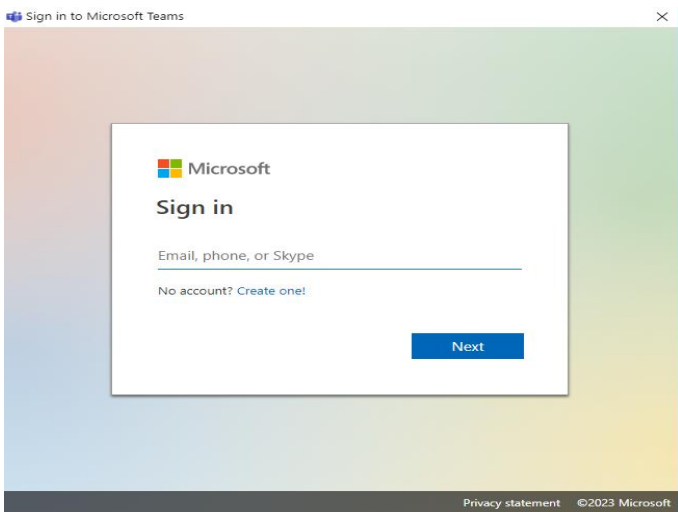 Sign in to Microsoft Teams
Microsoft
Sign in
Email, phone, or Skype
No account? Create one!
Next
Privacy statement ©2023 Microsoft